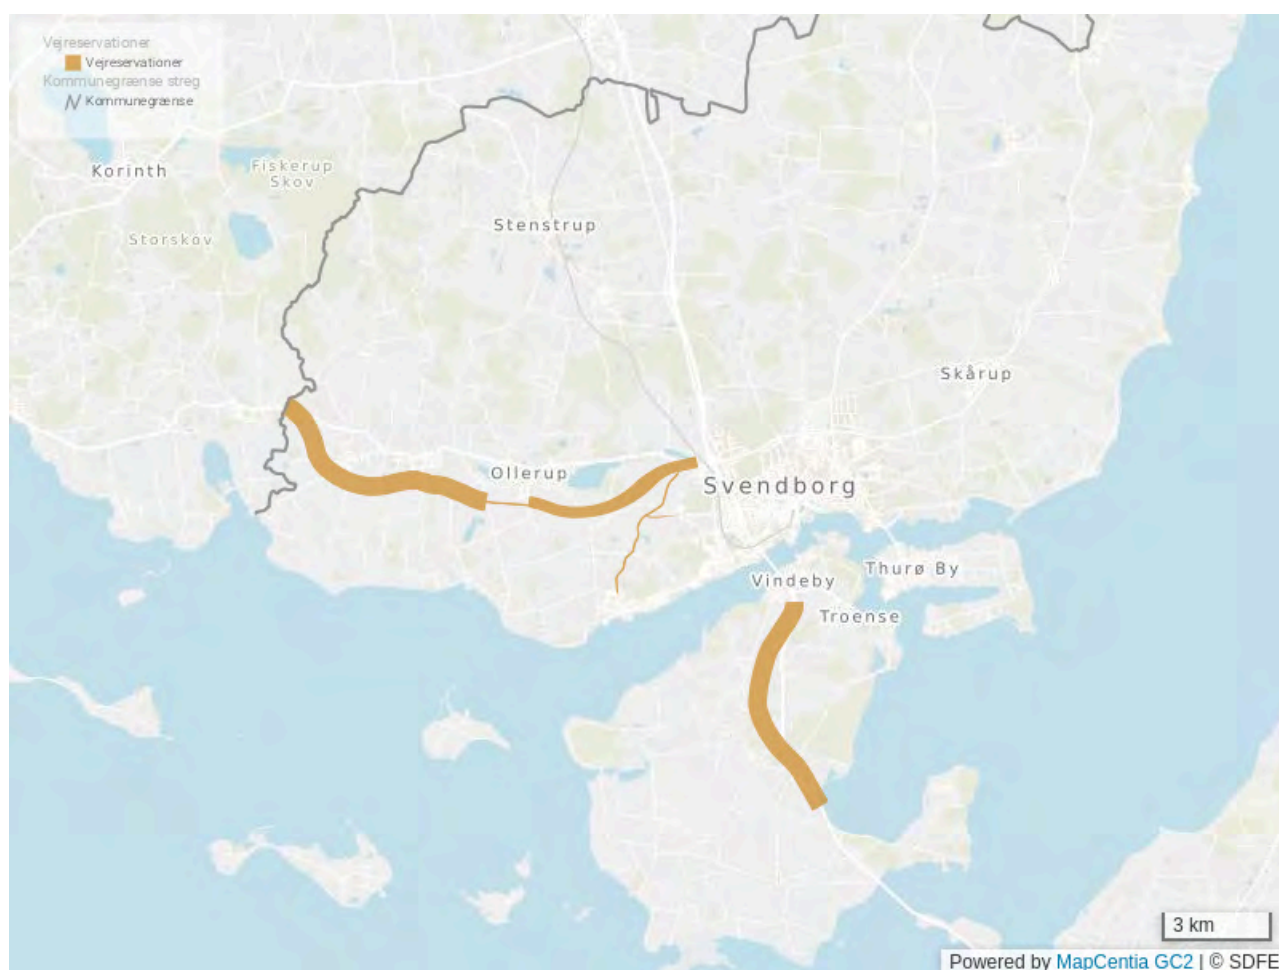 Vejreservationer
Vejreservationer
Kommunegrænse streg
Kommunegrænse
Korinth
Fiskerup
Skov
Storskov
Stenstrup
Skårup
Ollerup
Svendborg
Thurø By
Vindeby
Troense
3 km
Powered by MapCentia GC2 | © SDFE